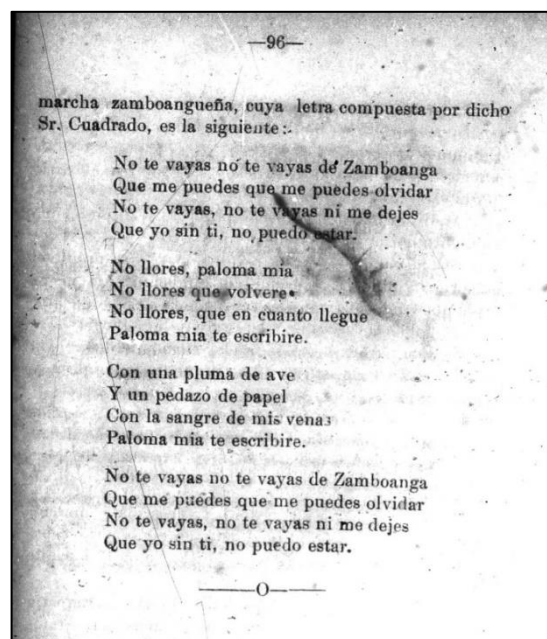 —96—
marcha zamboangueña, cuya letra compuesta por dicho
Sr. Cuadrado, es la siguiente:
No te vayas no te vayas de Zamboanga
Que me puedes que me puedes olvidar
No te vayas, no te vayas ni me dejes
Que yo sin ti, no puedo estar.
No llores, paloma mia
No llores que volvere
No llores, que en cuanto llegue
Paloma mia te escribire.
Con una pluma de ave
Y un pedazo de papel
Con la sangre de mis venas
Paloma mia te escribire.
No te vayas no te vayas de Zamboanga
Que me puedes que me puedes olvidar
No te vayas, no te vayas ni me dejes
Que yo sin ti, no puedo estar.
——O——